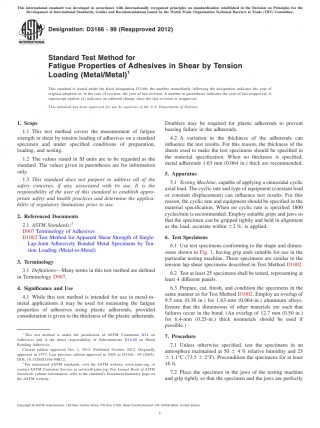 This international standard was developed in accordance with internationally recognized principles on standardization established in the Decision on Principles for the
Development of International Standards, Guides and Recommendations issued by the World Trade Organization Technical Barriers to Trade (TBT) Committee.
Designation: D3166 − 99 (Reapproved 2012)
Standard Test Method for
Fatigue Properties of Adhesives in Shear by Tension
Loading (Metal/Metal)1
This standard is issued under the fixed designation D3166; the number immediately following the designation indicates the year of
original adoption or, in the case of revision, the year of last revision. A number in parentheses indicates the year of last reapproval. A
superscript epsilon (ε) indicates an editorial change since the last revision or reapproval.
This standard has been approved for use by agencies of the U.S. Department of Defense.
1. Scope
1.1 This test method covers the measurement of fatigue
strength in shear by tension loading of adhesives on a standard
specimen and under specified conditions of preparation,
loading, and testing.
1.2 The values stated in SI units are to be regarded as the
standard. The values given in parentheses are for information
only.
1.3 This standard does not purport to address all of the
safety concerns, if any, associated with its use. It is the
responsibility of the user of this standard to establish appro-
priate safety and health practices and determine the applica-
bility of regulatory limitations prior to use.
2. Referenced Documents
2.1 ASTM Standards:2
D907 Terminology of Adhesives
D1002 Test Method for Apparent Shear Strength of Single-
Lap-Joint Adhesively Bonded Metal Specimens by Ten-
sion Loading (Metal-to-Metal)
3. Terminology
3.1 Definitions—Many terms in this test method are defined
in Terminology D907.
4. Significance and Use
4.1 While this test method is intended for use in metal-to-
metal applications it may be used for measuring the fatigue
properties of adhesives using plastic adherends, provided
consideration is given to the thickness of the plastic adherends.
1 This test method is under the jurisdiction of ASTM Committee D14 on
Adhesives and is the direct responsibility of Subcommittee D14.80 on Metal
Bonding Adhesives.
Current edition approved Oct. 1, 2012. Published October 2012. Originally
approved in 1973. Last previous edition approved in 2005 as D3166 – 99 (2005).
2 For referenced ASTM standards, visit the ASTM website, www.astm.org, or
contact ASTM Customer Service at service@astm.org. For Annual Book of ASTM
Standards volume information, refer to the standard's Document Summary page on
the ASTM website.
Doublers may be required for plastic adherends to prevent
bearing failure in the adherends.
4.2 A variation in the thickness of the adherends can
influence the test results. For this reason, the thickness of the
sheets used to make the test specimens should be specified in
the material specification. When no thickness is specified,
metal adherends 1.63 mm (0.064 in.) thick are recommended.
5. Apparatus
5.1 Testing Machine, capable of applying a sinusoidal cyclic
axial load. The cyclic rate and type of equipment (constant load
or constant displacement) can influence test results. For this
reason, the cyclic rate and equipment should be specified in the
material specification. When no cycle rate is specified 1800
cycles/min is recommended. Employ suitable grips and jaws so
that the specimen can be gripped tightly and held in alignment
as the load, accurate within ±2 %, is applied.
6. Test Specimens
6.1 Use test specimens conforming to the shape and dimen-
sions shown in Fig. 1, having grip ends suitable for use in the
particular testing machine. These specimens are similar to the
tension lap shear specimens described in Test Method D1002.
6.2 Test at least 25 specimens shall be tested, representing at
least 4 different panels.
6.3 Prepare, cut, finish, and condition the specimens in the
same manner as for Test Method D1002. Employ an overlap of
9.5 mm (0.38 in.) for 1.63-mm (0.064-in.) aluminum alloys.
Ensure that the dimensions of other materials are such that
failures occur in the bond. (An overlap of 12.7 mm (0.50 in.)
for 6.4-mm (0.25-in.) thick nonmetals should be used if
possible.)
7. Procedure
7.1 Unless otherwise specified, test the specimens in an
atmosphere maintained at 50 ± 4 % relative humidity and 23
± 1.1°C (73.5 ± 2°F). Precondition the specimens for at least
16 h.
7.2 Place the specimen in the jaws of the testing machine
and grip tightly so that the specimen and the jaws are perfectly
Copyright © ASTM International, 100 Barr Harbor Drive, PO Box C700, West Conshohocken, PA 19428-2959. United States
1